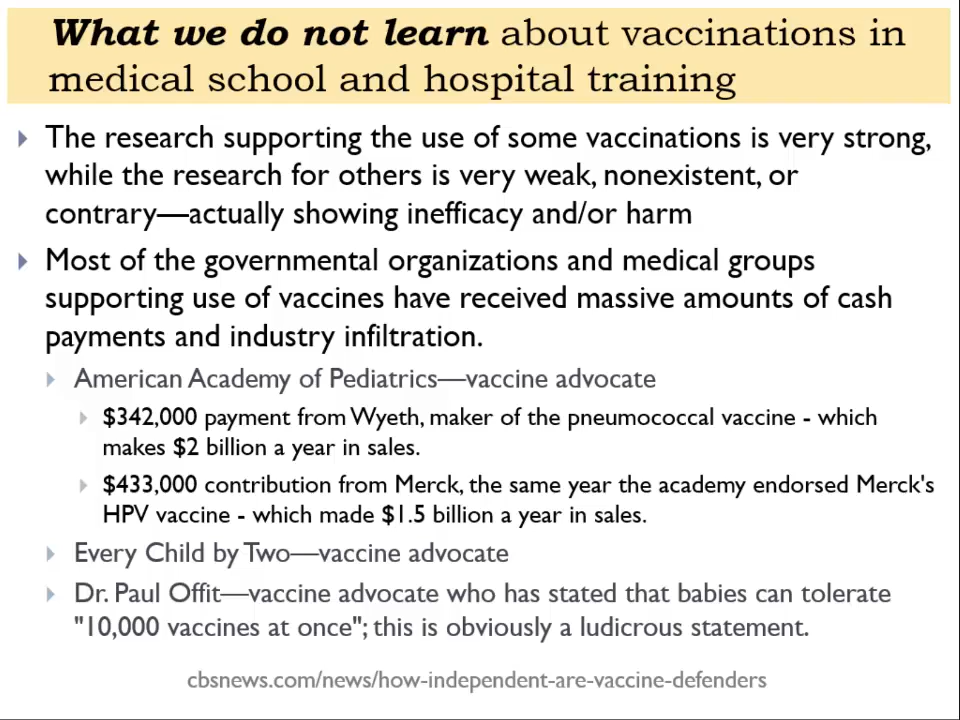 What we do not learn about vaccinations in
medical school and hospital training
The research supporting the use of some vaccinations is very strong,
while the research for others is very weak, nonexistent, or
contrary—actually showing inefficacy and/or harm
Most of the governmental organizations and medical groups
supporting use of vaccines have received massive amounts of cash
payments and industry infiltration.
American Academy of Pediatrics—vaccine advocate
$342,000 payment from Wyeth, maker of the pneumococcal vaccine - which
makes $2 billion a year in sales.
$433,000 contribution from Merck, the same year the academy endorsed Merck's
HPV vaccine - which made $1.5 billion a year in sales.
Every Child by Two—vaccine advocate
Dr. Paul Offit—vaccine advocate who has stated that babies can tolerate
"10,000 vaccines at once"; this is obviously a ludicrous statement.
cbsnews.com/news/how-independent-are-vaccine-defenders